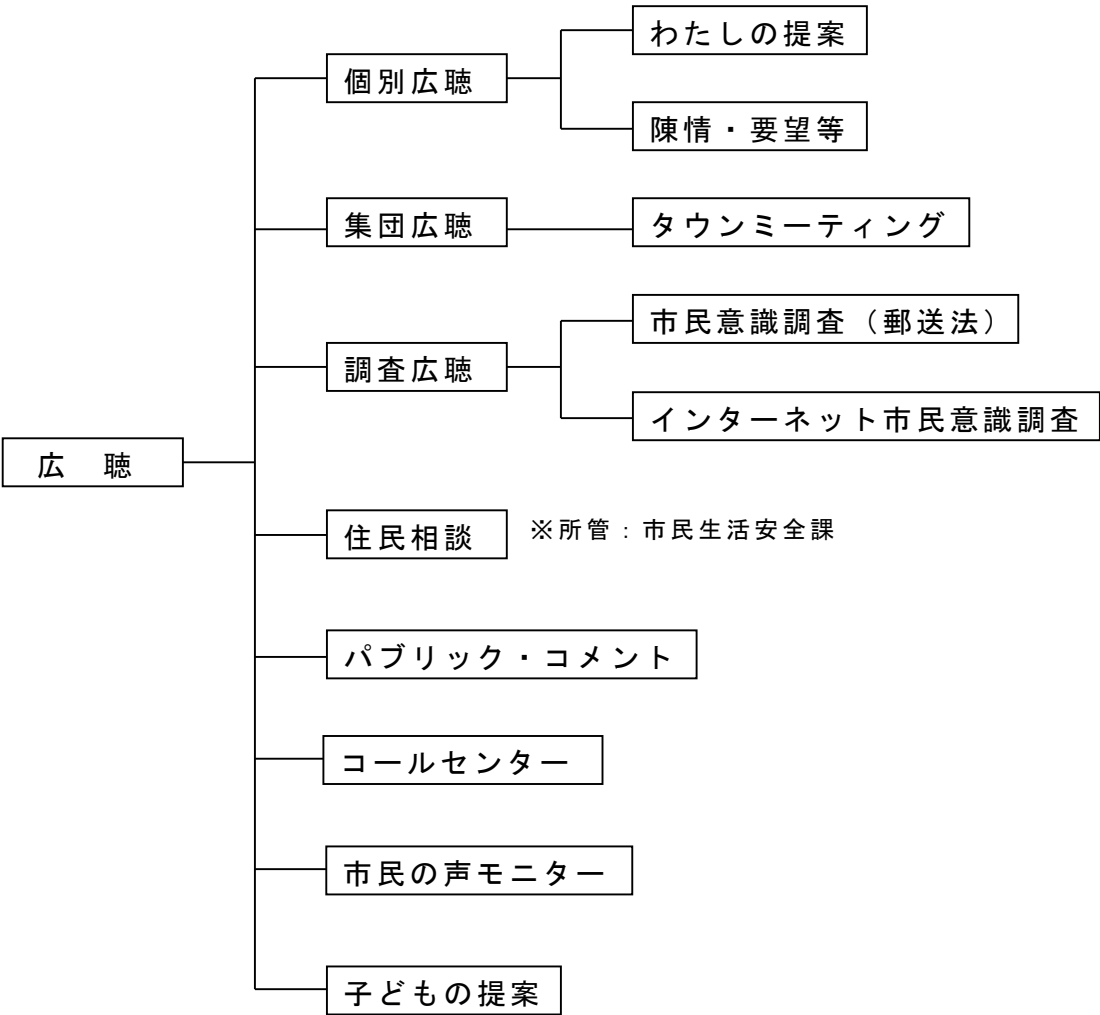 わたしの提案
個別広聴
陳情・要望等
集団広聴
タウンミーティング
市民意識調査（郵送法）
調査広聴
インターネット市民意識調査
広　聴
住民相談　※所管：市民生活安全課
パブリック・コメント
コールセンター
市民の声モニター
子どもの提案